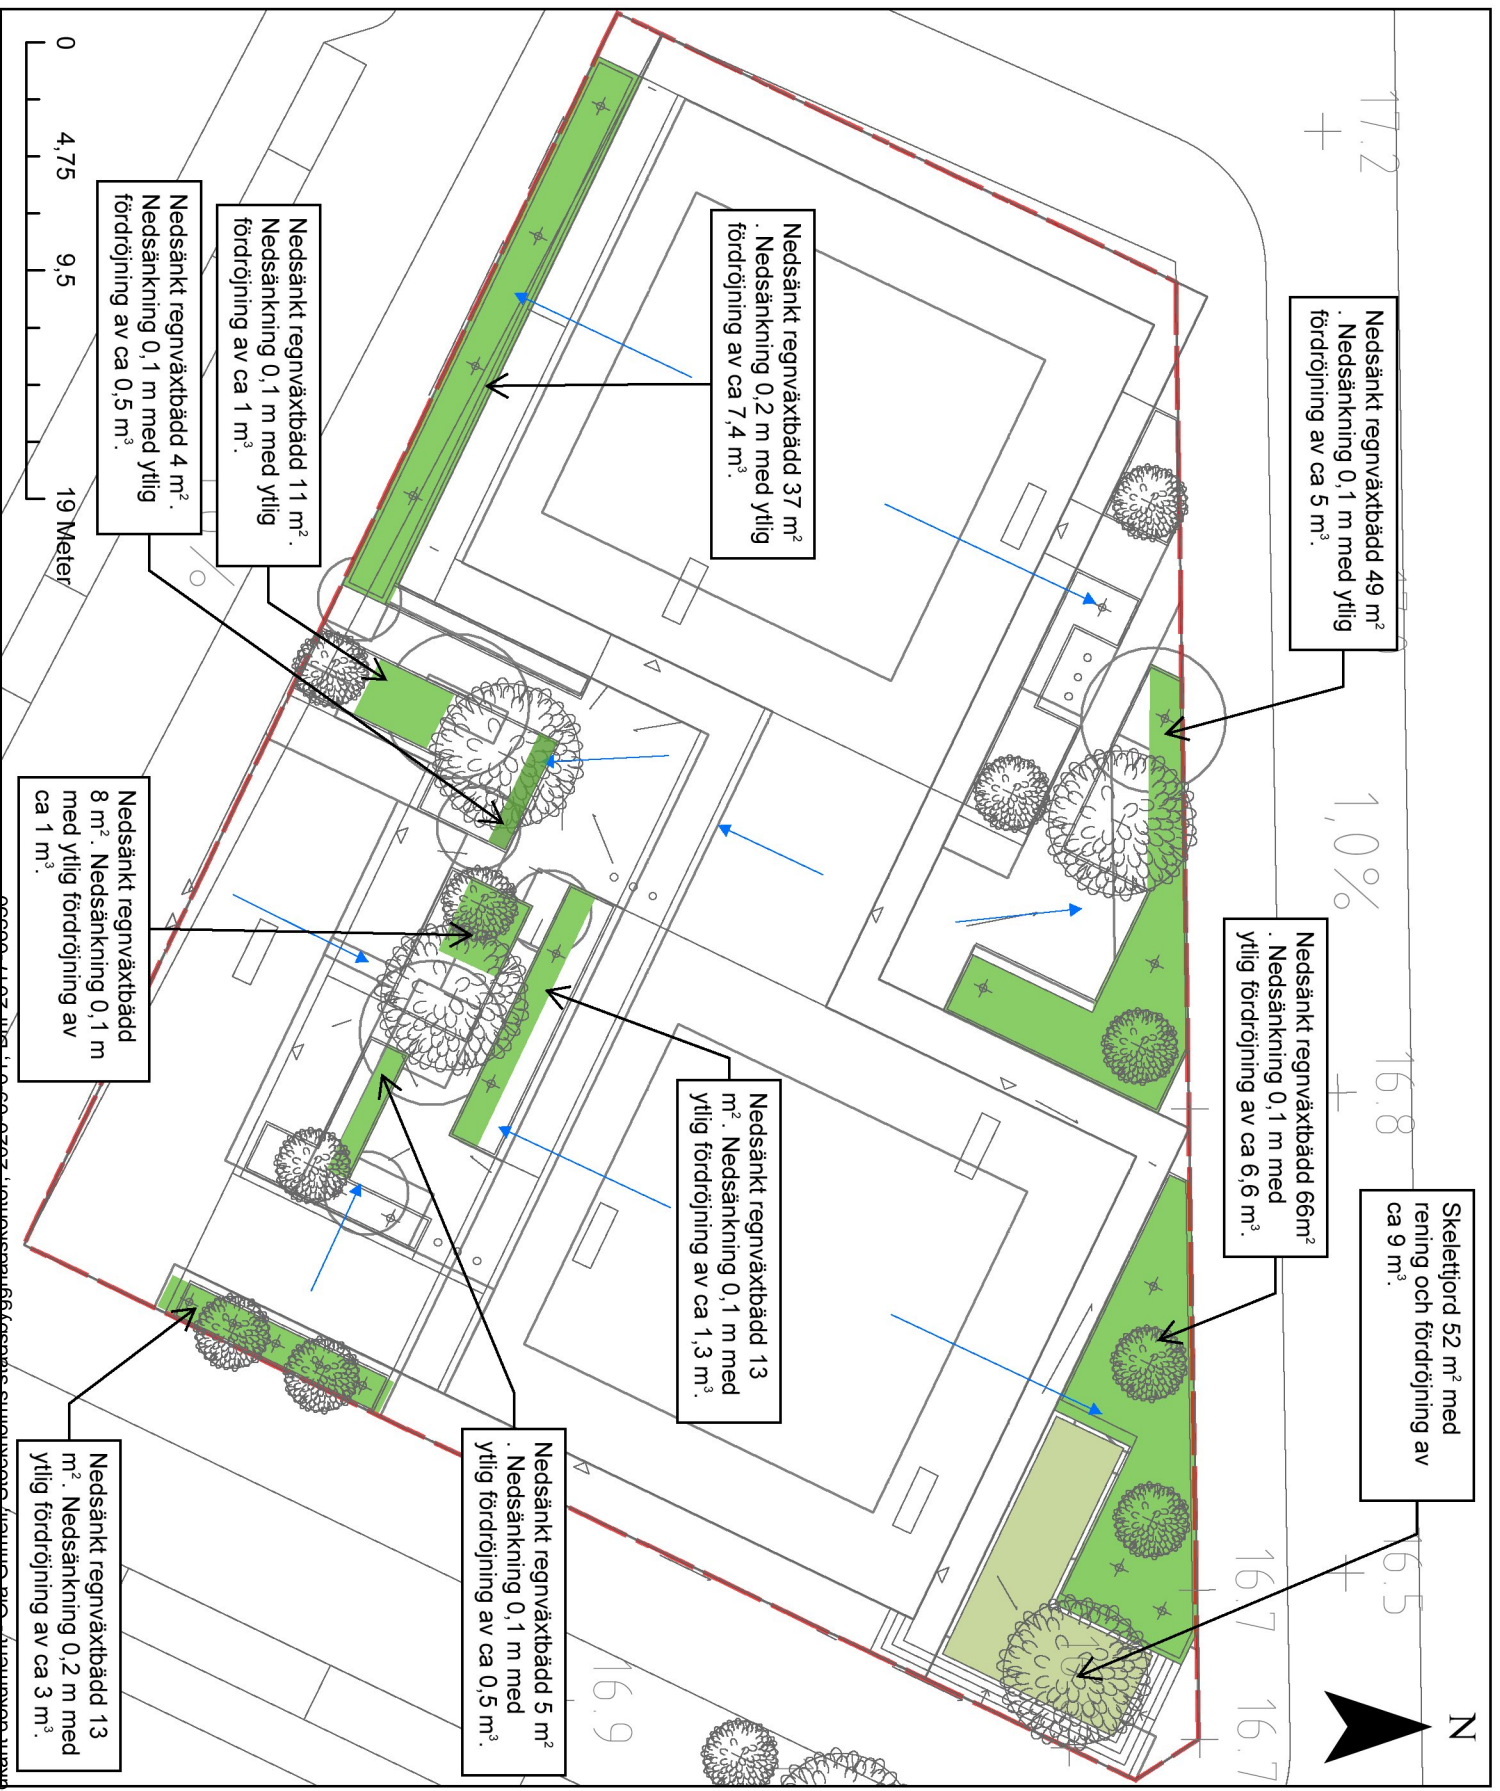 N
17.2
1,0%
16.8
16.5
16.7
16.7
16.9
Nedsänkt regnväxtbädd 49 m²
. Nedsänkning 0,1 m med ytlig
fördröjning av ca 5 m³.
Nedsänkt regnväxtbädd 66m²
. Nedsänkning 0,1 m med
ytlig fördröjning av ca 6,6 m³.
Skelettjord 52 m² med
rening och fördröjning av
ca 9 m³.
Nedsänkt regnväxtbädd 37 m²
. Nedsänkning 0,2 m med ytlig
fördröjning av ca 7,4 m³.
Nedsänkt regnväxtbädd 13
m². Nedsänkning 0,1 m med
ytlig fördröjning av ca 1,3 m³.
Nedsänkt regnväxtbädd 5 m²
. Nedsänkning 0,1 m med
ytlig fördröjning av ca 0,5 m³.
Nedsänkt regnväxtbädd 11 m².
Nedsänkning 0,1 m med ytlig
fördröjning av ca 1 m³.
Nedsänkt regnväxtbädd 4 m².
Nedsänkning 0,1 m med ytlig
fördröjning av ca 0,5 m³.
Nedsänkt regnväxtbädd
8 m². Nedsänkning 0,1 m
med ytlig fördröjning av
ca 1 m³.
Nedsänkt regnväxtbädd 13
m². Nedsänkning 0,2 m med
ytlig fördröjning av ca 3 m³.
0 4,75 9,5 19 Meter